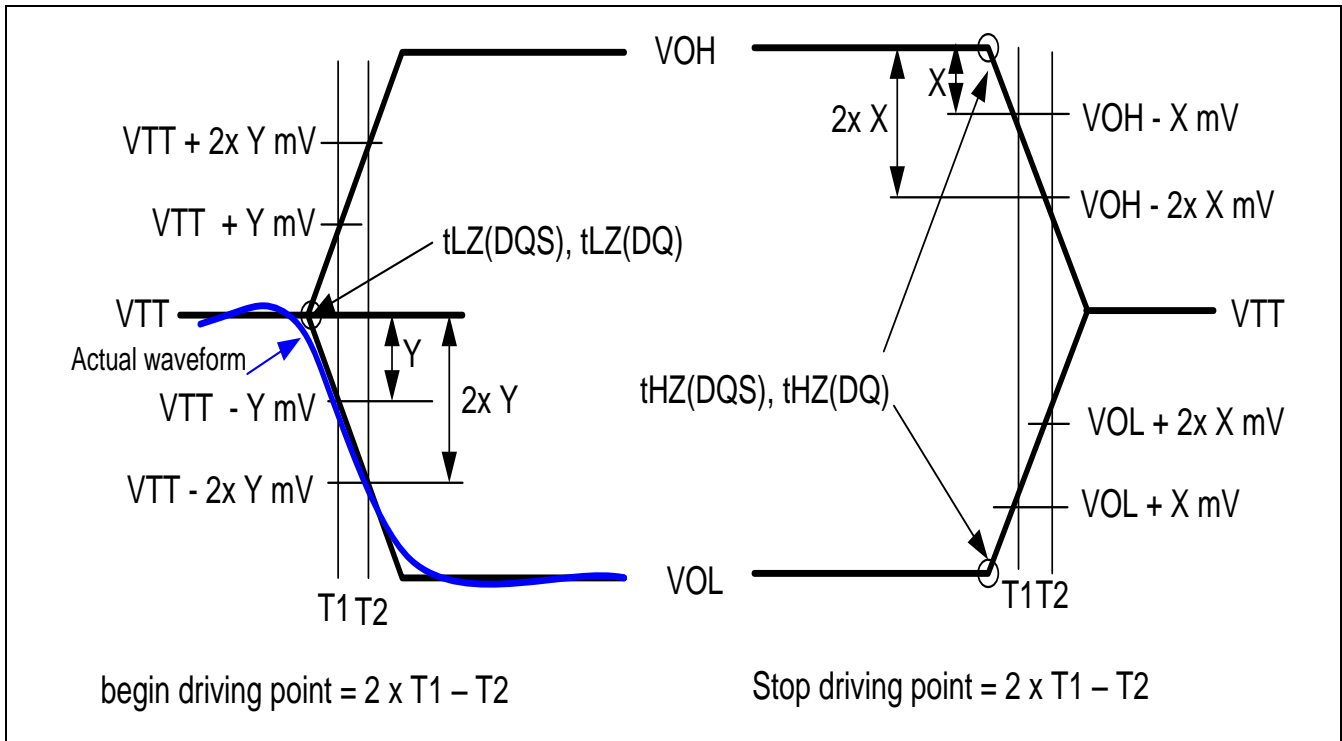 VOH
X
2x X
VOH - X mV
VTT + 2x Y mV
VOH - 2x X mV
VTT + Y mV
tLZ(DQS), tLZ(DQ)
VTT
VTT
Actual waveform
Y
2x Y
tHZ(DQS), tHZ(DQ)
VTT - Y mV
VOL + 2x X mV
VTT - 2x Y mV
VOL + X mV
VOL
T1 T2
T1 T2
begin driving point = 2 x T1 – T2
Stop driving point = 2 x T1 – T2